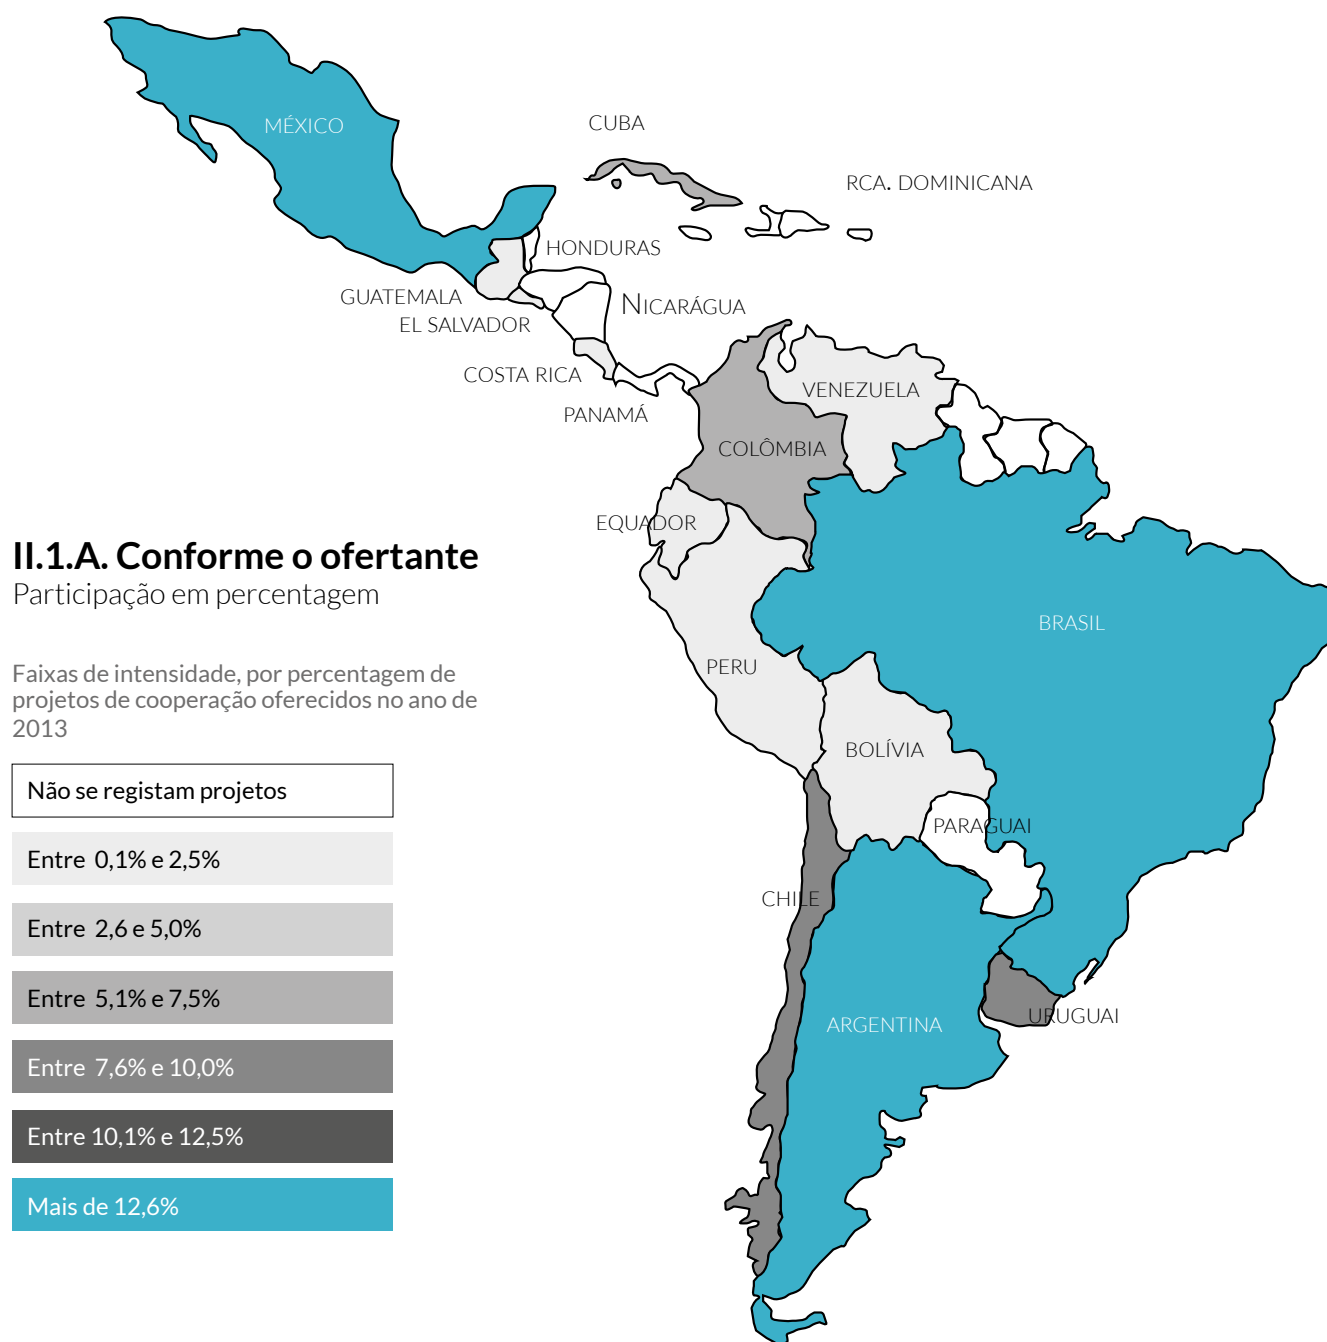 MÉXICO
CUBA
RCA. DOMINICANA
HONDURAS
GUATEMALA
NICARÁGUA
EL SALVADOR
COSTA RICA
PANAMÁ
VENEZUELA
COLÔMBIA
EQUADOR
II.1.A. Conforme o ofertante
Participação em percentagem
BRASIL
PERU
Faixas de intensidade, por percentagem de
projetos de cooperação oferecidos no ano de
2013
BOLÍVIA
Não se registam projetos
PARAGUAI
Entre 0,1% e 2,5%
CHILE
Entre 2,6 e 5,0%
Entre 5,1% e 7,5%
URUGUAI
ARGENTINA
Entre 7,6% e 10,0%
Entre 10,1% e 12,5%
Mais de 12,6%